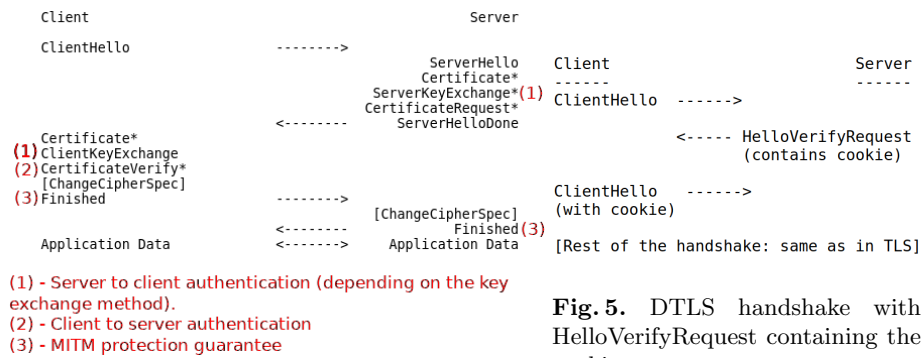 Client Server
ClientHello -------->
ServerHello
Certificate*
ServerKeyExchange* (1)
CertificateRequest*
<-------- ServerHelloDone
Certificate*
(1) ClientKeyExchange
(2) CertificateVerify*
[ChangeCipherSpec]
(3) Finished -------->
[ChangeCipherSpec]
<-------- Finished (3)
Application Data <-------> Application Data
(1) - Server to client authentication (depending on the key
exchange method).
(2) - Client to server authentication
(3) - MITM protection guarantee
Client Server
------ ------
ClientHello ------>
<----- HelloVerifyRequest
(contains cookie)
ClientHello ------>
(with cookie)
[Rest of the handshake: same as in TLS]
Fig. 5. DTLS handshake with
HelloVerifyRequest containing the